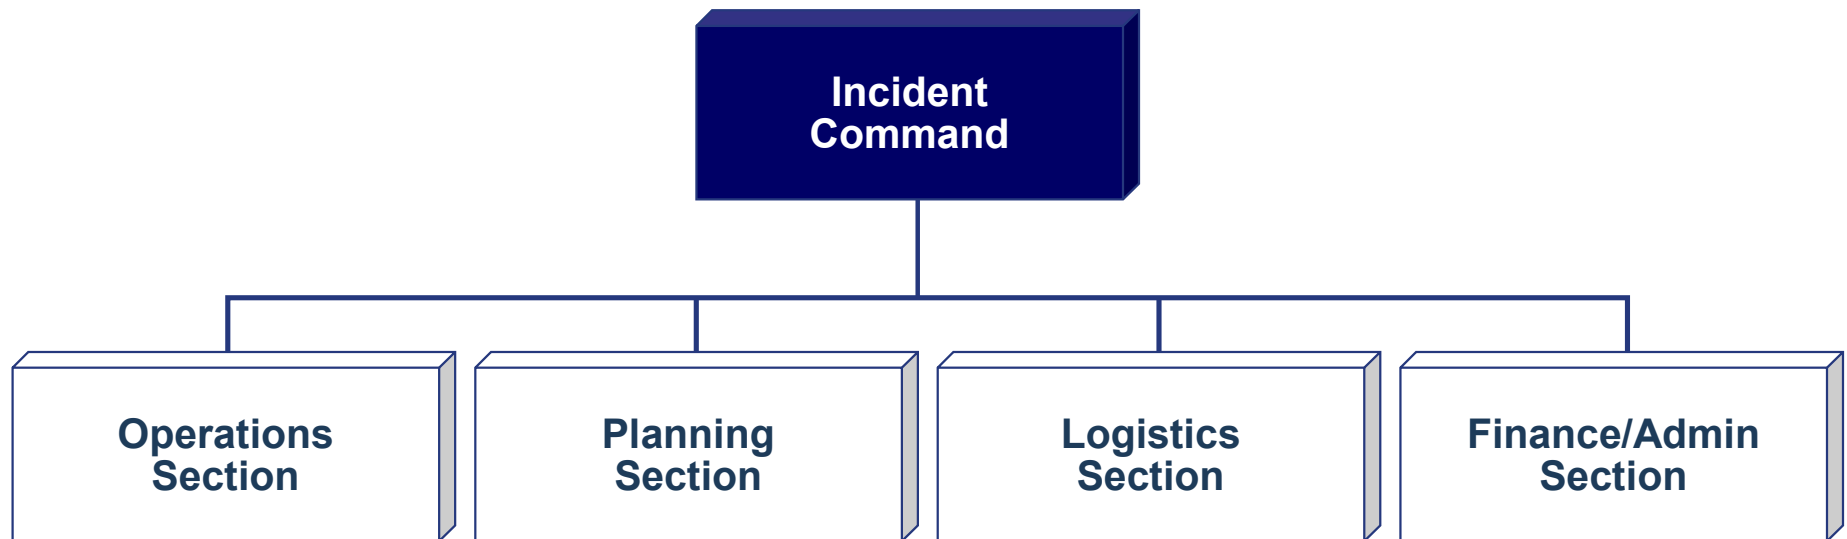 Incident
Command
Operations
Section
Planning
Section
Logistics
Section
Finance/Admin
Section